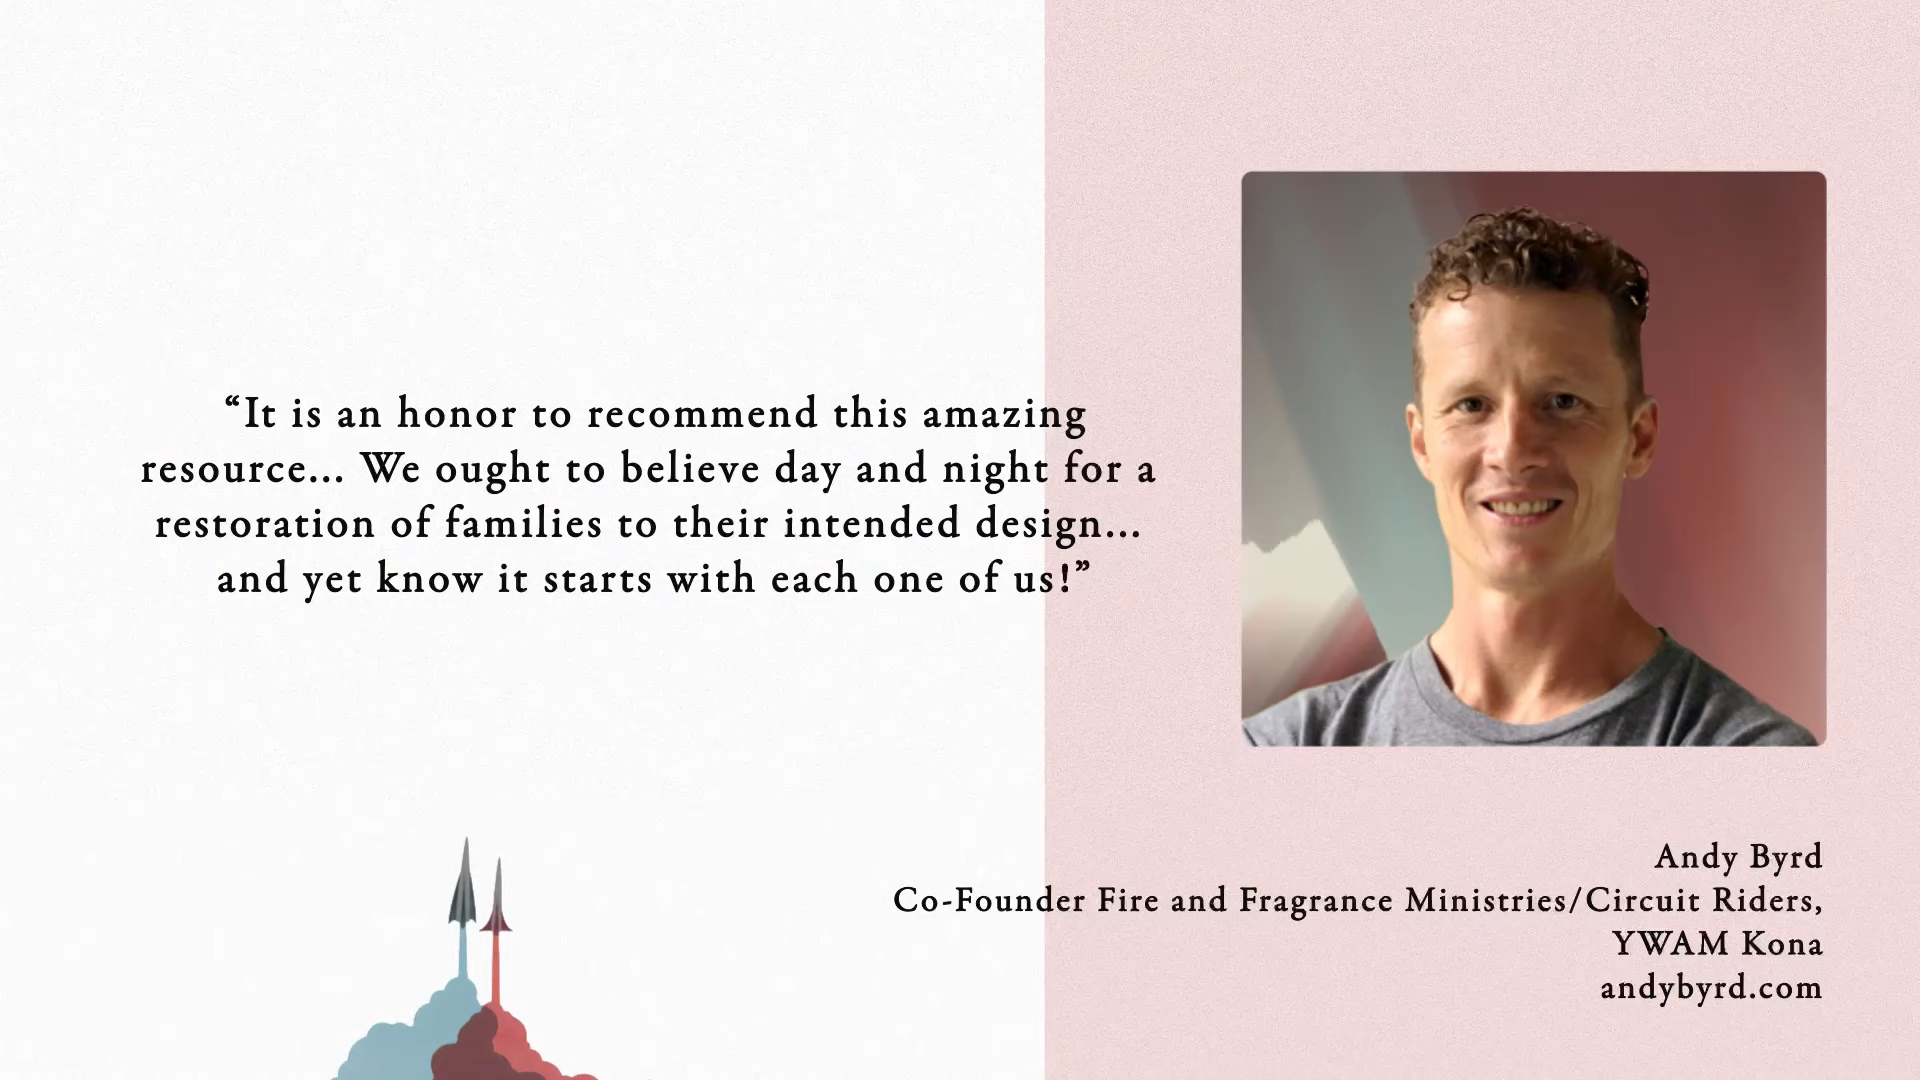 “It is an honor to recommend this amazing
resource... We ought to believe day and night for a
restoration of families to their intended design...
and yet know it starts with each one of us!”
Andy Byrd
Co-Founder Fire and Fragrance Ministries/Circuit Riders,
YWAM Kona
andybyrd.com